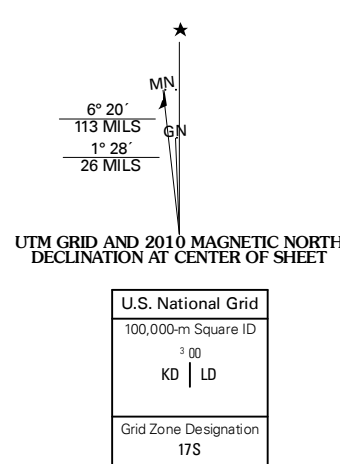 ★
MN
6° 20´
113 MILS
GN
1° 28´
26 MILS
UTM GRID AND 2010 MAGNETIC NORTH
DECLINATION AT CENTER OF SHEET
U.S. National Grid
100,000-m Square ID
³ 00
KD LD
Grid Zone Designation
17S